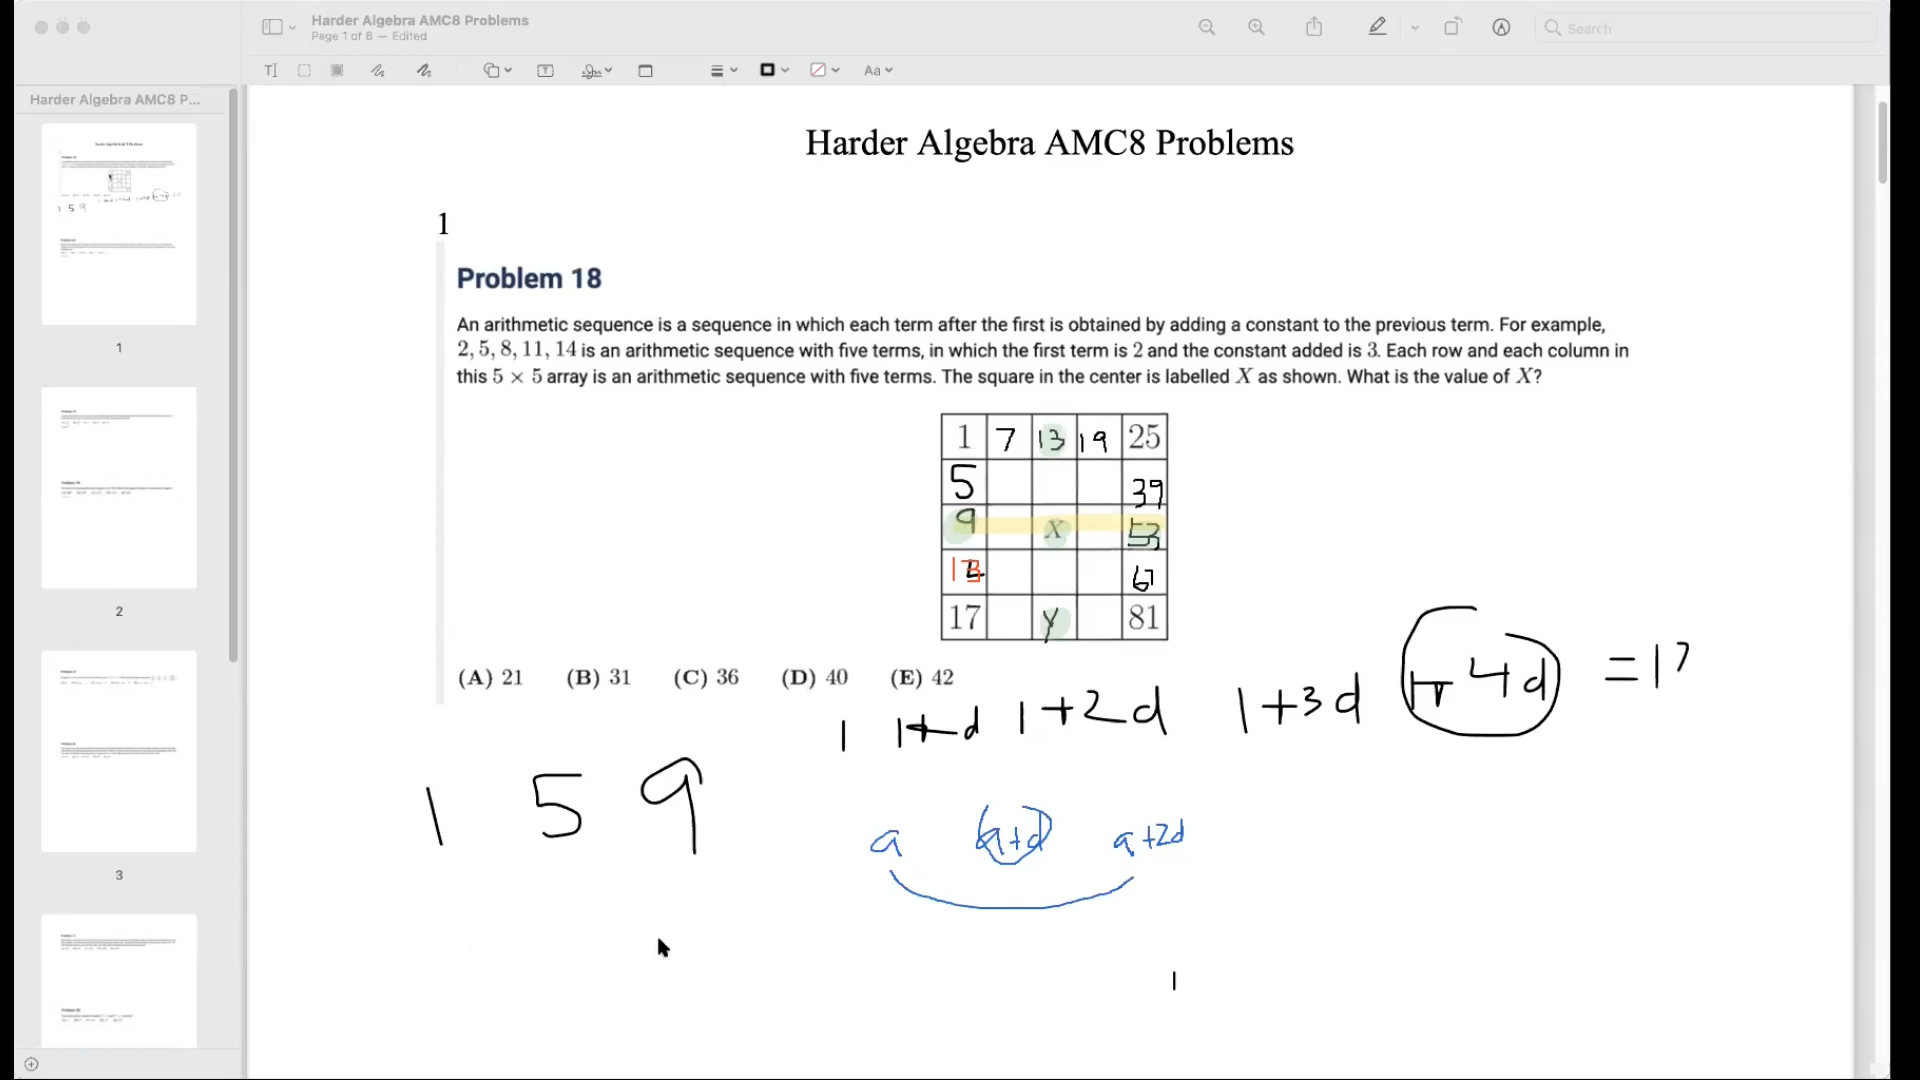 Harder Algebra AMC8 Problems
Page 1 of 6 — Edited
Search
Aa
Harder Algebra AMC8 P...
1
2
3
Harder Algebra AMC8 Problems
1
Problem 18
An arithmetic sequence is a sequence in which each term after the first is obtained by adding a constant to the previous term. For example,
2, 5, 8, 11, 14 is an arithmetic sequence with five terms, in which the first term is 2 and the constant added is 3. Each row and each column in
this 5 × 5 array is an arithmetic sequence with five terms. The square in the center is labelled X as shown. What is the value of X?
1 7 13 19 25
5 39
9 X 53
13 67
17 y 81
(A) 21 (B) 31 (C) 36 (D) 40 (E) 42
1 1+d 1+2d 1+3d 1+4d = 17
1 5 9
a a+d a+2d
1